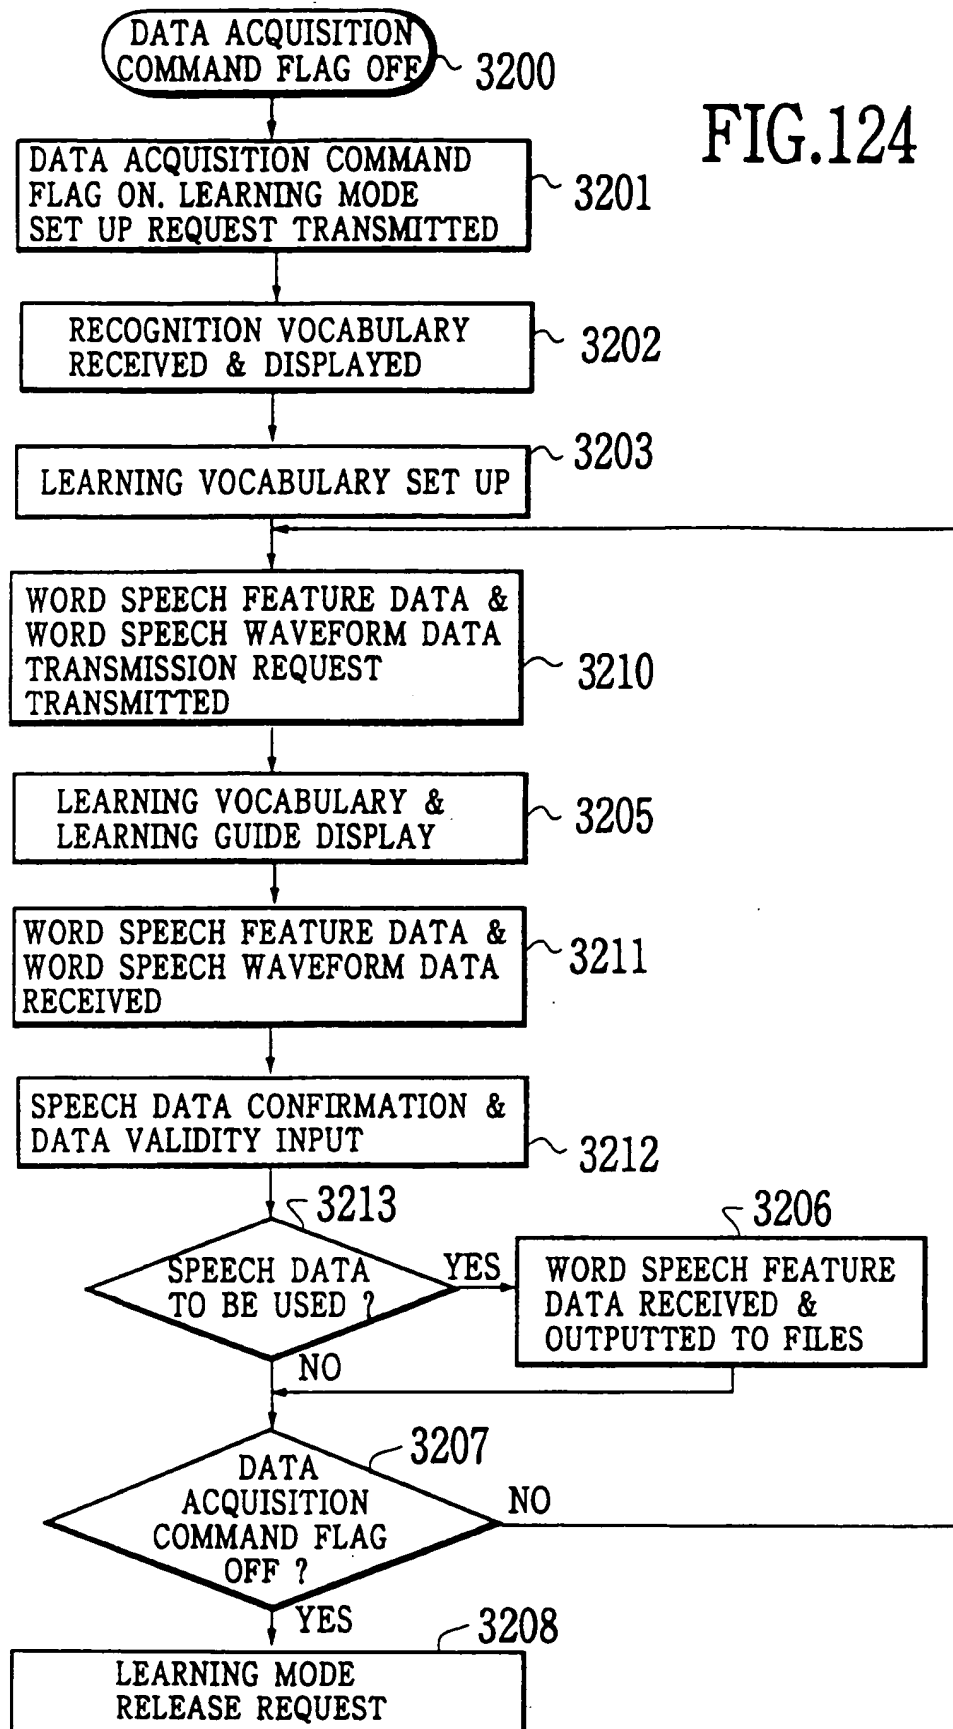 DATA ACQUISITION
COMMAND FLAG OFF
3200
FIG.124
DATA ACQUISITION COMMAND
FLAG ON. LEARNING MODE
SET UP REQUEST TRANSMITTED
3201
RECOGNITION VOCABULARY
RECEIVED & DISPLAYED
3202
3203
LEARNING VOCABULARY SET UP
WORD SPEECH FEATURE DATA &
WORD SPEECH WAVEFORM DATA
TRANSMISSION REQUEST
TRANSMITTED
3210
LEARNING VOCABULARY &
LEARNING GUIDE DISPLAY
3205
WORD SPEECH FEATURE DATA &
WORD SPEECH WAVEFORM DATA
RECEIVED
3211
SPEECH DATA CONFIRMATION &
DATA VALIDITY INPUT
3212
3213
SPEECH DATA
TO BE USED ?
YES
NO
3206
WORD SPEECH FEATURE
DATA RECEIVED &
OUTPUTTED TO FILES
3207
DATA
ACQUISITION
COMMAND FLAG
OFF ?
NO
YES
3208
LEARNING MODE
RELEASE REQUEST